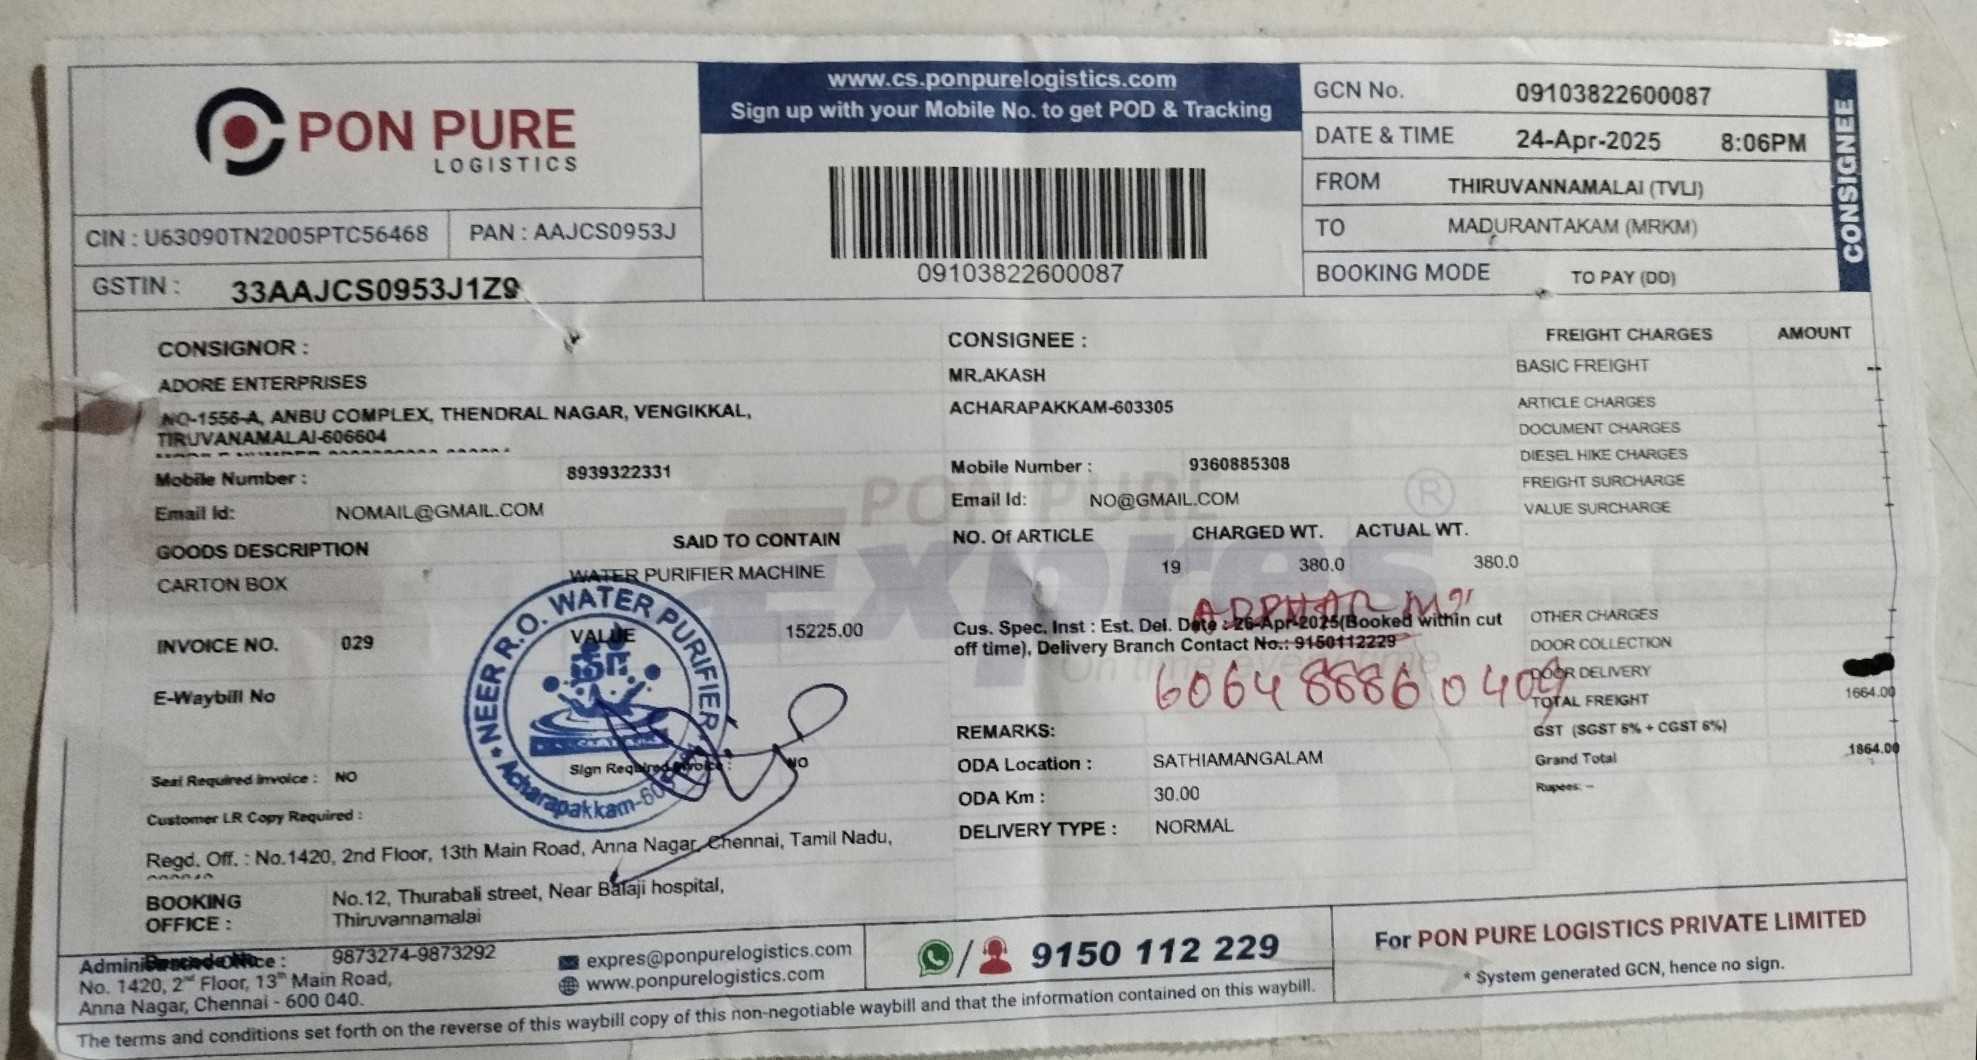 PON PURE
LOGISTICS
CIN : U63090TN2005PTC56468
PAN : AAJCS0953J
GSTIN : 33AAJCS0953J1Z9
www.cs.ponpurelogistics.com
Sign up with your Mobile No. to get POD & Tracking
09103822600087
GCN No. 09103822600087
DATE & TIME 24-Apr-2025 8:06PM
FROM THIRUVANNAMALAI (TVLI)
TO MADURANTAKAM (MRKM)
BOOKING MODE TO PAY (DD)
CONSIGNEE
CONSIGNOR :
ADORE ENTERPRISES
NO-1556-A, ANBU COMPLEX, THENDRAL NAGAR, VENGIKKAL,
TIRUVANAMALAI-606604
Mobile Number : 8939322331
Email Id: NOMAIL@GMAIL.COM
CONSIGNEE :
MR.AKASH
ACHARAPAKKAM-603305
Mobile Number : 9360885308
Email Id: NO@GMAIL.COM
FREIGHT CHARGES AMOUNT
BASIC FREIGHT --
ARTICLE CHARGES
DOCUMENT CHARGES
DIESEL HIKE CHARGES
FREIGHT SURCHARGE
VALUE SURCHARGE
GOODS DESCRIPTION SAID TO CONTAIN
CARTON BOX WATER PURIFIER MACHINE
NO. Of ARTICLE CHARGED WT. ACTUAL WT.
19 380.0 380.0
PON PURE
Expres
®
INVOICE NO. 029
VALUE 15225.00
E-Waybill No
Cus. Spec. Inst : Est. Del. Date : 26-Apr-2025(Booked within cut
off time), Delivery Branch Contact No.: 9150112229
6064 8886 0409
OTHER CHARGES
DOOR COLLECTION
DOOR DELIVERY
TOTAL FREIGHT 1664.00
GST (SGST 6% + CGST 6%)
Grand Total 1864.00
Rupees: --
NEER R.O. WATER PURIFIER
Acharapakkam-
REMARKS:
ODA Location : SATHIAMANGALAM
ODA Km : 30.00
DELIVERY TYPE : NORMAL
Seal Required Invoice : NO
Sign Required Invoice : NO
Customer LR Copy Required :
Regd. Off. : No.1420, 2nd Floor, 13th Main Road, Anna Nagar, Chennai, Tamil Nadu,
BOOKING OFFICE : No.12, Thurabali street, Near Balaji hospital,
Thiruvannamalai
9873274-9873292
No. 1420, 2nd Floor, 13th Main Road,
Anna Nagar, Chennai - 600 040.
expres@ponpurelogistics.com
www.ponpurelogistics.com
/ 9150 112 229
For PON PURE LOGISTICS PRIVATE LIMITED
* System generated GCN, hence no sign.
The terms and conditions set forth on the reverse of this waybill copy of this non-negotiable waybill and that the information contained on this waybill.